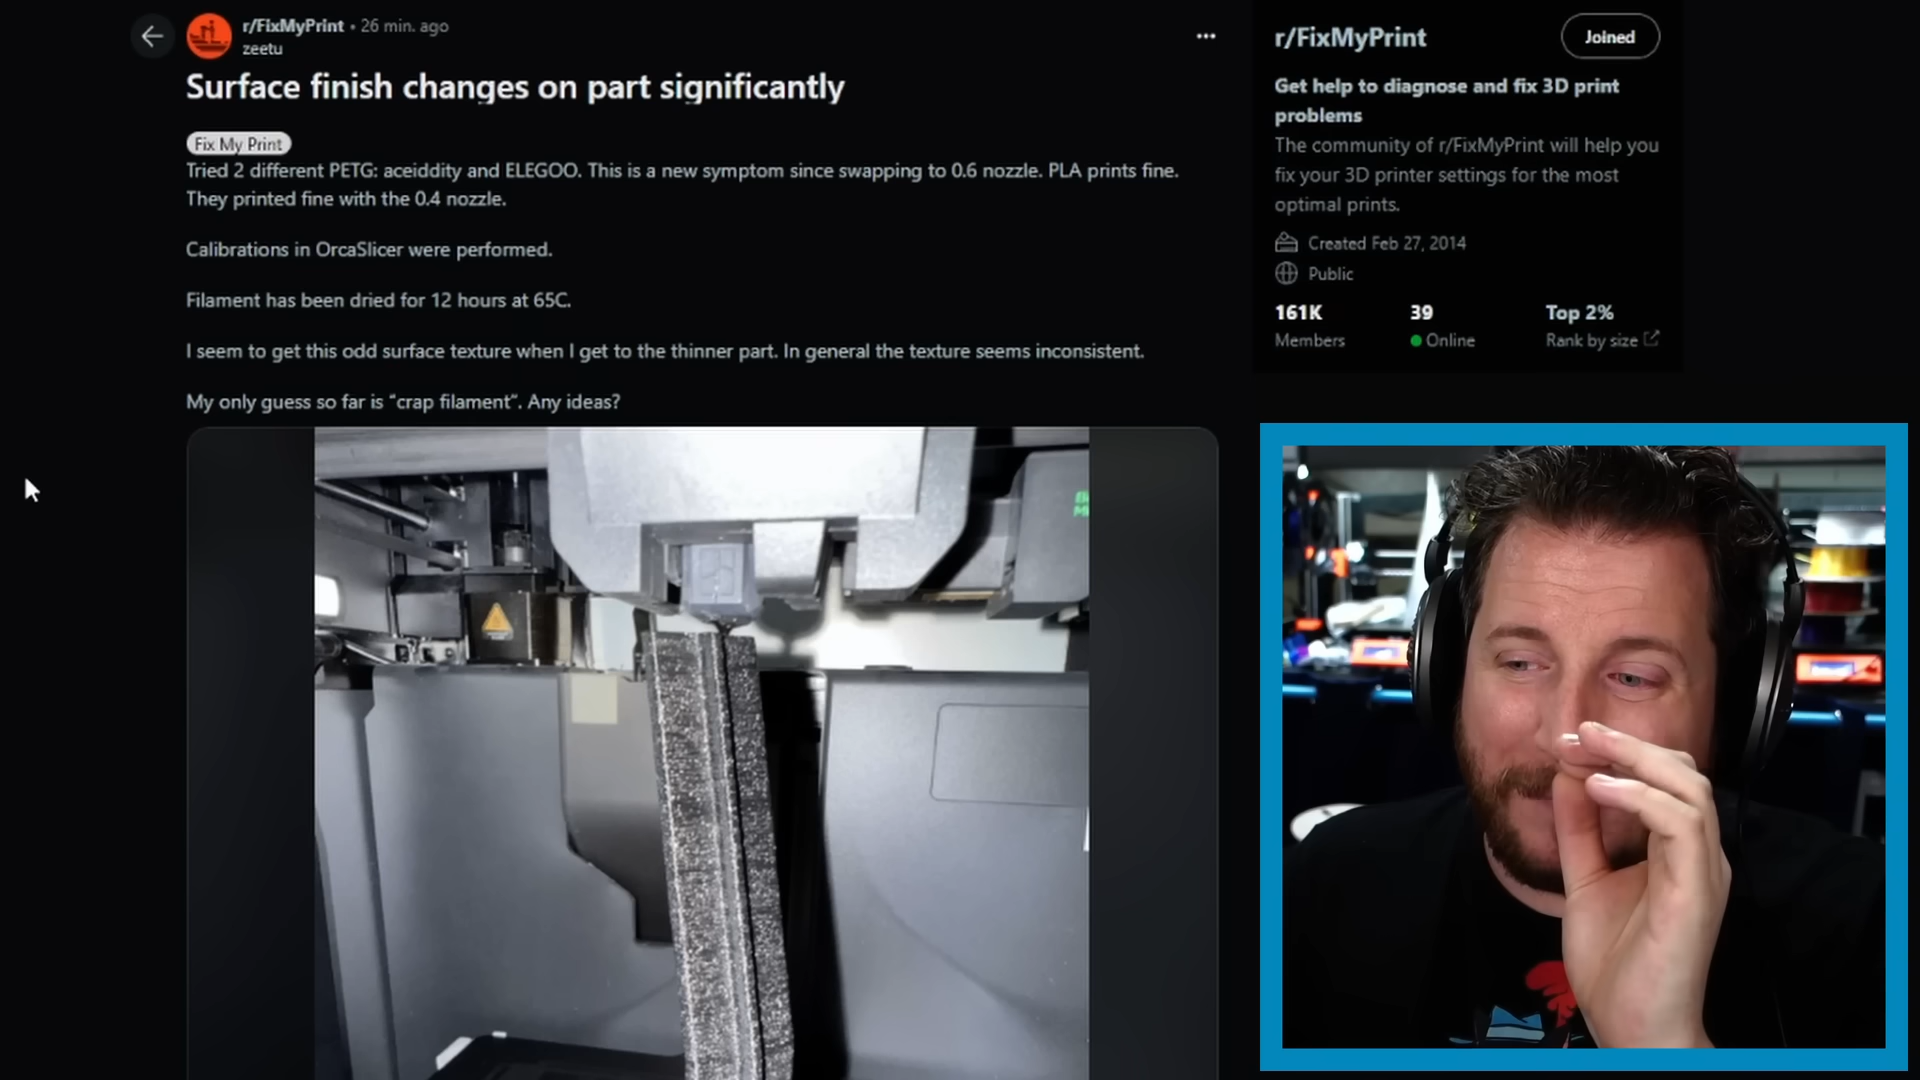 r/FixMyPrint • 26 min. ago
zeetu
Surface finish changes on part significantly
Fix My Print
Tried 2 different PETG: aceiddity and ELEGOO. This is a new symptom since swapping to 0.6 nozzle. PLA prints fine.
They printed fine with the 0.4 nozzle.
Calibrations in OrcaSlicer were performed.
Filament has been dried for 12 hours at 65C.
I seem to get this odd surface texture when I get to the thinner part. In general the texture seems inconsistent.
My only guess so far is "crap filament". Any ideas?
r/FixMyPrint
Joined
Get help to diagnose and fix 3D print
problems
The community of r/FixMyPrint will help you
fix your 3D printer settings for the most
optimal prints.
Created Feb 27, 2014
Public
161K 39 Top 2%
Members Online Rank by size